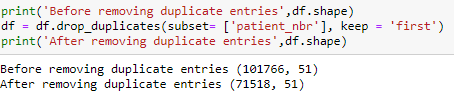 print('Before removing duplicate entries',df.shape)
df = df.drop_duplicates(subset= ['patient_nbr'], keep = 'first')
print('After removing duplicate entries',df.shape)
Before removing duplicate entries (101766, 51)
After removing duplicate entries (71518, 51)